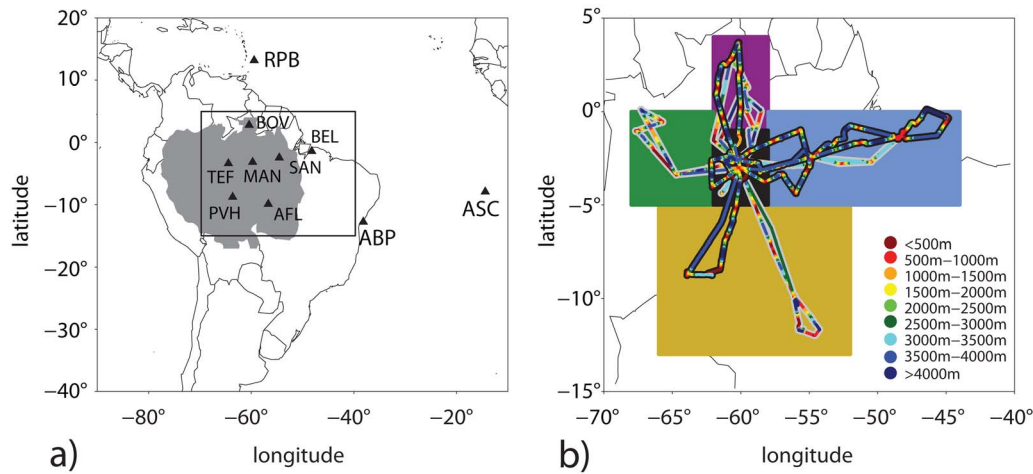 20°
10°
0°
−10°
−20°
−30°
−40°
latitude
−80°
−60°
−40°
−20°
longitude
a)
RPB
BOV
BEL
TEF
MAN
SAN
PVH
AFL
ABP
ASC
5°
0°
−5°
−10°
−15°
latitude
−70°
−65°
−60°
−55°
−50°
−45°
−40°
longitude
b)
<500m
500m−1000m
1000m−1500m
1500m−2000m
2000m−2500m
2500m−3000m
3000m−3500m
3500m−4000m
>4000m